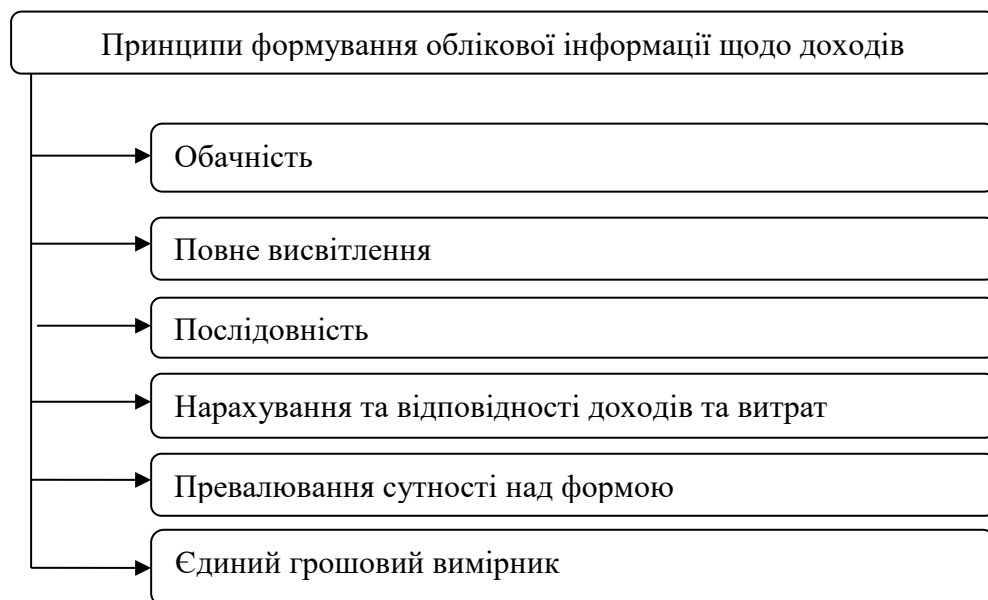 Принципи формування облікової інформації щодо доходів
Обачність
Повне висвітлення
Послідовність
Нарахування та відповідності доходів та витрат
Превалювання сутності над формою
Єдиний грошовий вимірник